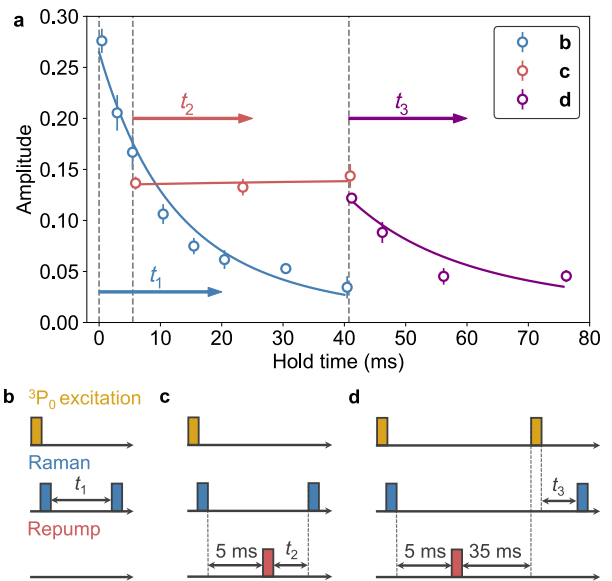 a
0.30
0.25
0.20
0.15
0.10
0.05
0.00
Amplitude
b
c
d
t₂
t₃
t₁
0 10 20 30 40 50 60 70 80
Hold time (ms)
b ³P₀ excitation c d
Raman
t₁
t₃
Repump
5 ms t₂ 5 ms 35 ms